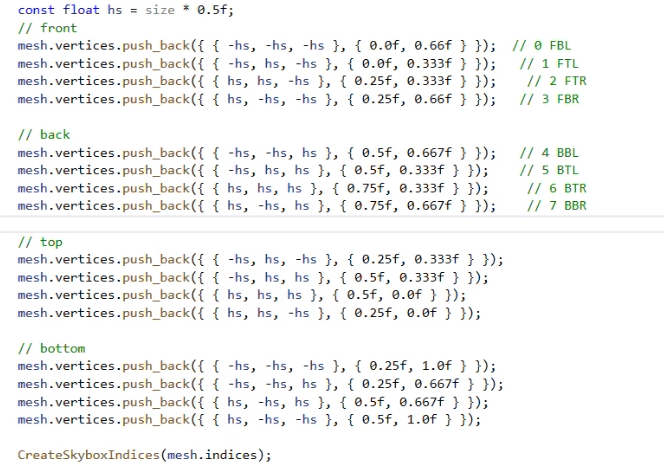 const float hs = size * 0.5f;
// front
mesh.vertices.push_back({ { -hs, -hs, -hs }, { 0.0f, 0.66f } });  // 0 FBL
mesh.vertices.push_back({ { -hs, hs, -hs }, { 0.0f, 0.333f } });   // 1 FTL
mesh.vertices.push_back({ { hs, hs, -hs }, { 0.25f, 0.333f } });    // 2 FTR
mesh.vertices.push_back({ { hs, -hs, -hs }, { 0.25f, 0.66f } });   // 3 FBR
// back
mesh.vertices.push_back({ { -hs, -hs, hs }, { 0.5f, 0.667f } });   // 4 BBL
mesh.vertices.push_back({ { -hs, hs, hs }, { 0.5f, 0.333f } });    // 5 BTL
mesh.vertices.push_back({ { hs, hs, hs }, { 0.75f, 0.333f } });     // 6 BTR
mesh.vertices.push_back({ { hs, -hs, hs }, { 0.75f, 0.667f } });    // 7 BBR
// top
mesh.vertices.push_back({ { -hs, hs, -hs }, { 0.25f, 0.333f } });
mesh.vertices.push_back({ { -hs, hs, hs }, { 0.5f, 0.333f } });
mesh.vertices.push_back({ { hs, hs, hs }, { 0.5f, 0.0f } });
mesh.vertices.push_back({ { hs, hs, -hs }, { 0.25f, 0.0f } });
// bottom
mesh.vertices.push_back({ { -hs, -hs, -hs }, { 0.25f, 1.0f } });
mesh.vertices.push_back({ { -hs, -hs, hs }, { 0.25f, 0.667f } });
mesh.vertices.push_back({ { hs, -hs, hs }, { 0.5f, 0.667f } });
mesh.vertices.push_back({ { hs, -hs, -hs }, { 0.5f, 1.0f } });
CreateSkyboxIndices(mesh.indices);